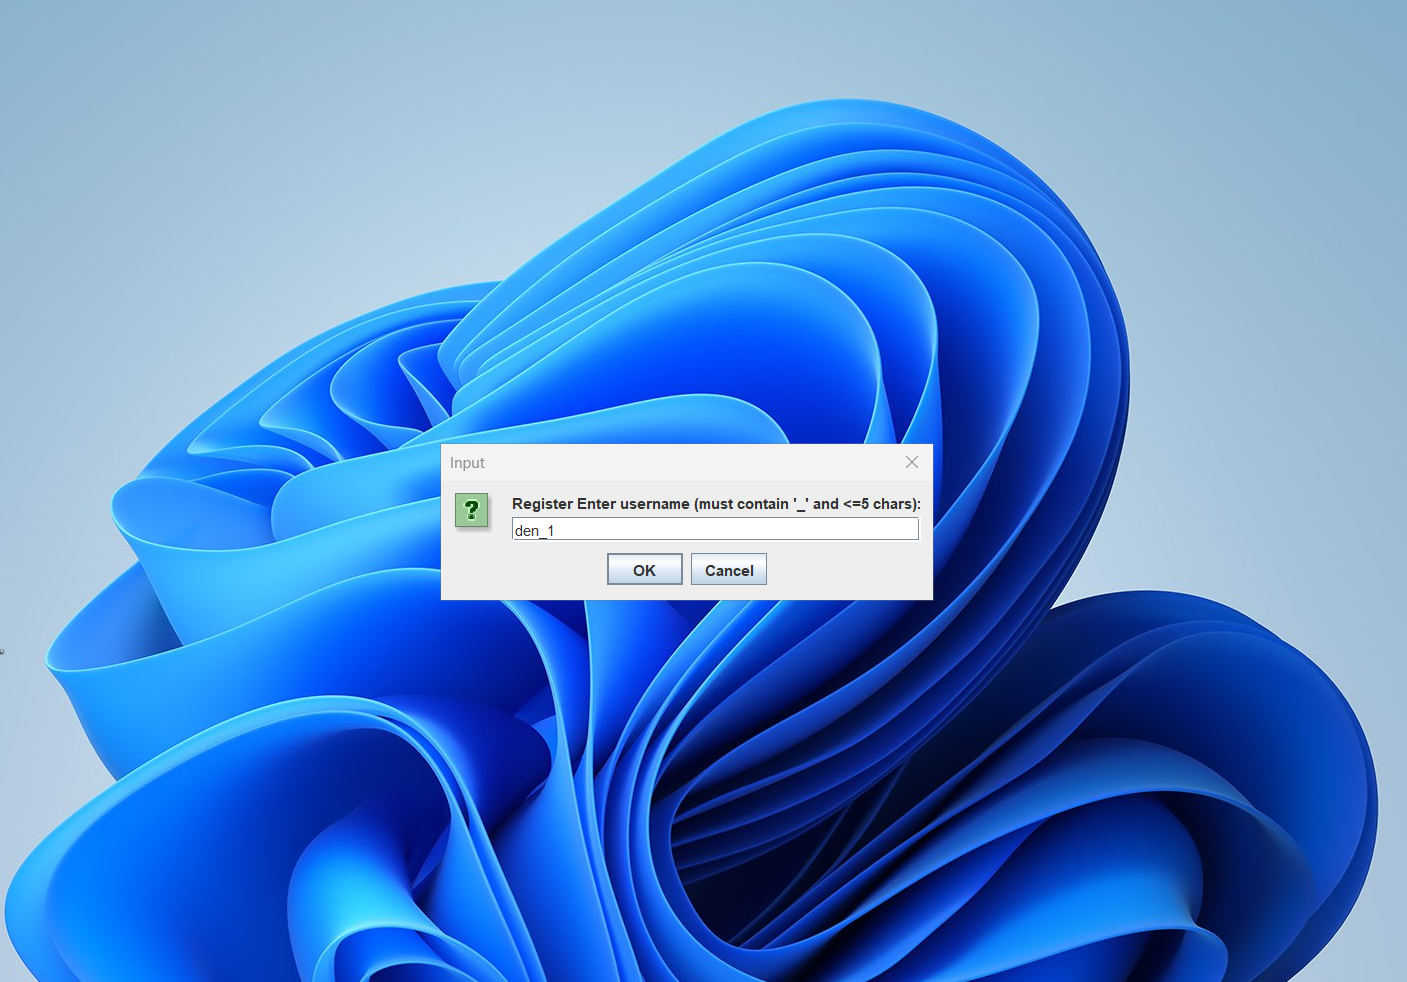 Input
?
Register Enter username (must contain '_' and <=5 chars):
den_1
OK
Cancel